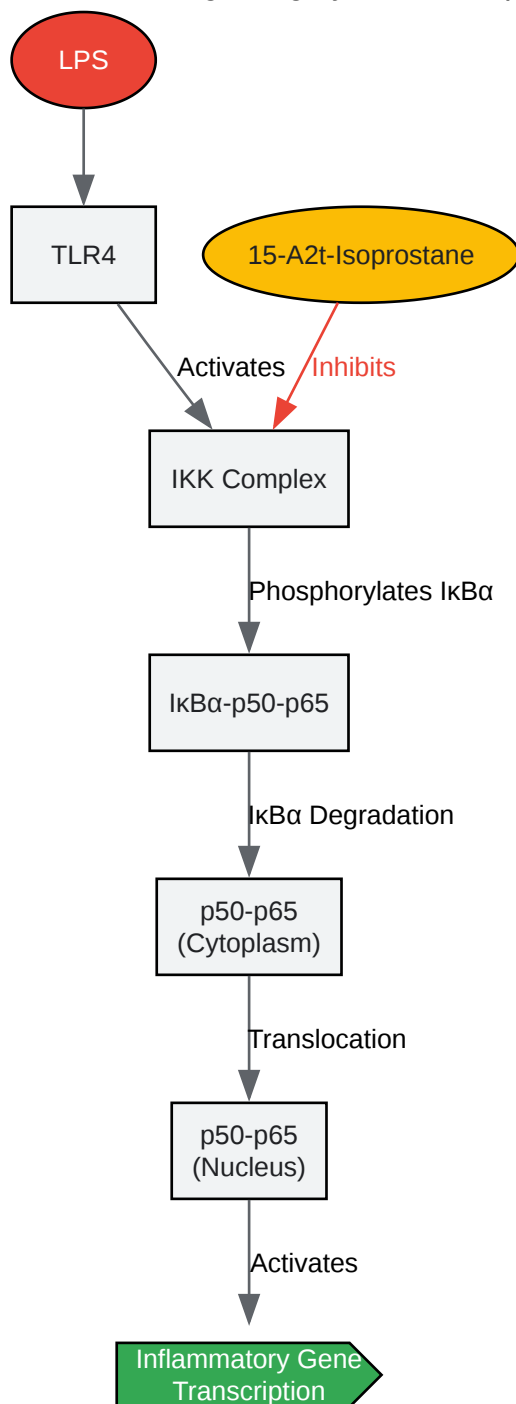 LPS
TLR4
15-A2t-Isoprostane
Activates
Inhibits
IKK Complex
Phosphorylates IκBα
IκBα-p50-p65
IκBα Degradation
p50-p65
(Cytoplasm)
Translocation
p50-p65
(Nucleus)
Activates
Inflammatory Gene
Transcription